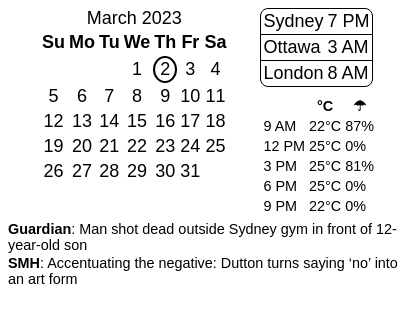 March 2023
Su Mo Tu We Th Fr Sa
1 2 3 4
5 6 7 8 9 10 11
12 13 14 15 16 17 18
19 20 21 22 23 24 25
26 27 28 29 30 31
Sydney 7 PM
Ottawa 3 AM
London 8 AM
°C ☂
9 AM 22°C 87%
12 PM 25°C 0%
3 PM 25°C 81%
6 PM 25°C 0%
9 PM 22°C 0%
Guardian: Man shot dead outside Sydney gym in front of 12-
year-old son
SMH: Accentuating the negative: Dutton turns saying ‘no’ into
an art form